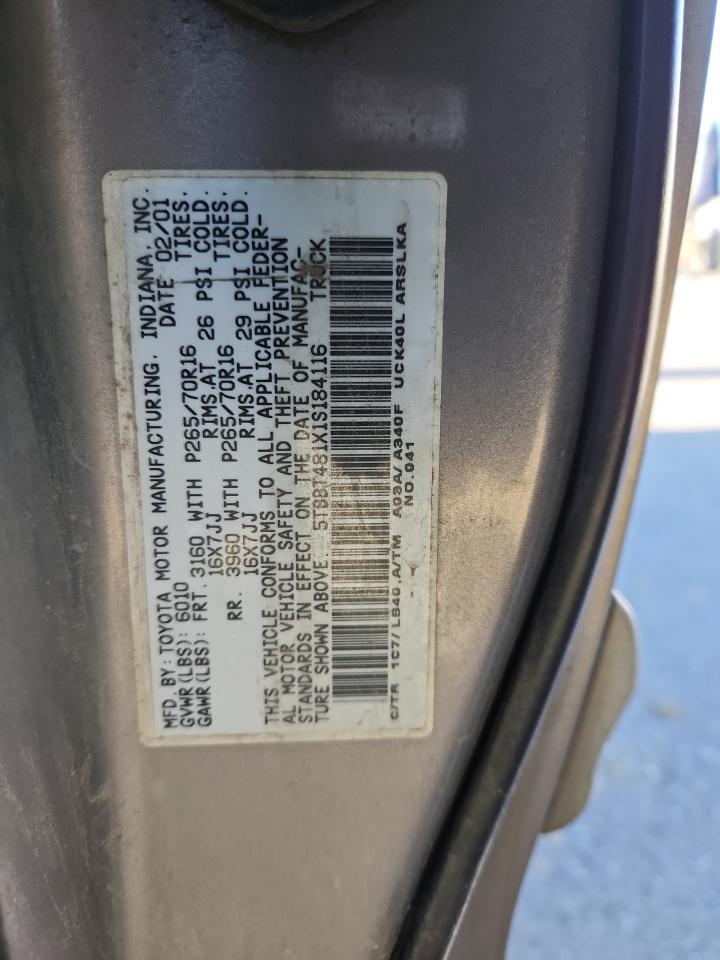 MFD. BY: TOYOTA MOTOR MANUFACTURING, INDIANA, INC.
GVWR(LBS): 6010 DATE 02/01
GAWR(LBS): FRT. 3160 WITH P265/70R16 TIRES.
16X7JJ RIMS.AT 26 PSI COLD.
RR. 3960 WITH P265/70R16 TIRES.
16X7JJ RIMS.AT 29 PSI COLD.
THIS VEHICLE CONFORMS TO ALL APPLICABLE FEDER-
AL MOTOR VEHICLE SAFETY AND THEFT PREVENTION
STANDARDS IN EFFECT ON THE DATE OF MANUFAC-
TURE SHOWN ABOVE. 5TBBT481X1S184116 TRUCK
C/TR 1C7/ LB40 ,A/TM A03A/ A340F UCK40L ARSLKA
NO.041